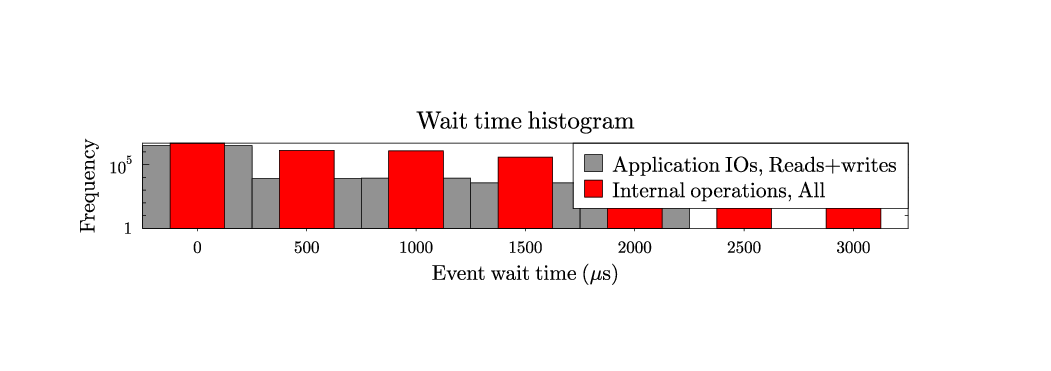 Wait time histogram
Frequency
10^5
1
Application IOs, Reads+writes
Internal operations, All
0 500 1000 1500 2000 2500 3000
Event wait time (μs)